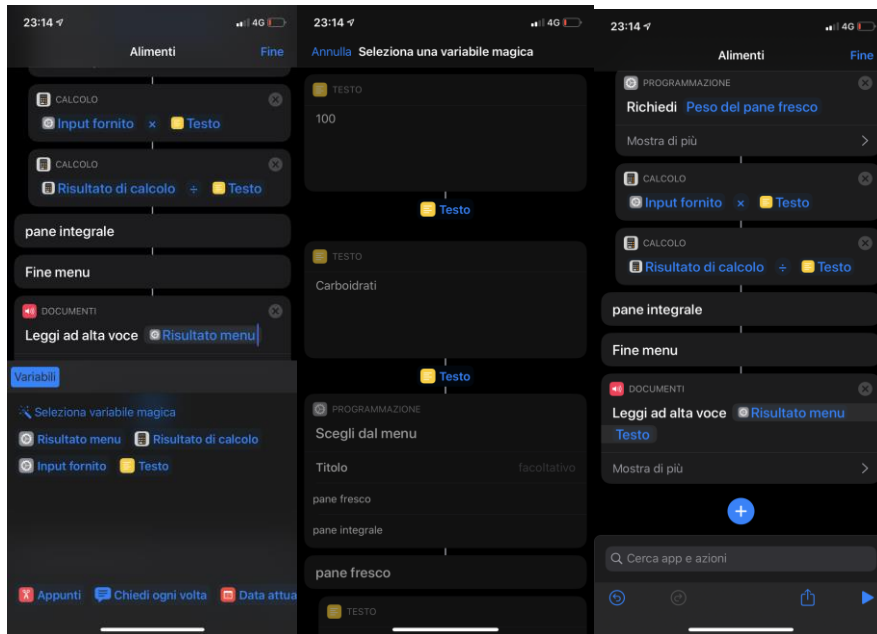 23:14
4G
Alimenti
Fine
CALCOLO
Input fornito × Testo
CALCOLO
Risultato di calcolo ÷ Testo
pane integrale
Fine menu
DOCUMENTI
Leggi ad alta voce Risultato menu
Variabili
Seleziona variabile magica
Risultato menu Risultato di calcolo
Input fornito Testo
Appunti Chiedi ogni volta Data attua
23:14
4G
Annulla Seleziona una variabile magica
TESTO
100
Testo
TESTO
Carboidrati
Testo
PROGRAMMAZIONE
Scegli dal menu
Titolo facoltativo
pane fresco
pane integrale
pane fresco
TESTO
23:14
4G
Alimenti
Fine
PROGRAMMAZIONE
Richiedi Peso del pane fresco
Mostra di più
CALCOLO
Input fornito × Testo
CALCOLO
Risultato di calcolo ÷ Testo
pane integrale
Fine menu
DOCUMENTI
Leggi ad alta voce Risultato menu
Testo
Mostra di più
Cerca app e azioni